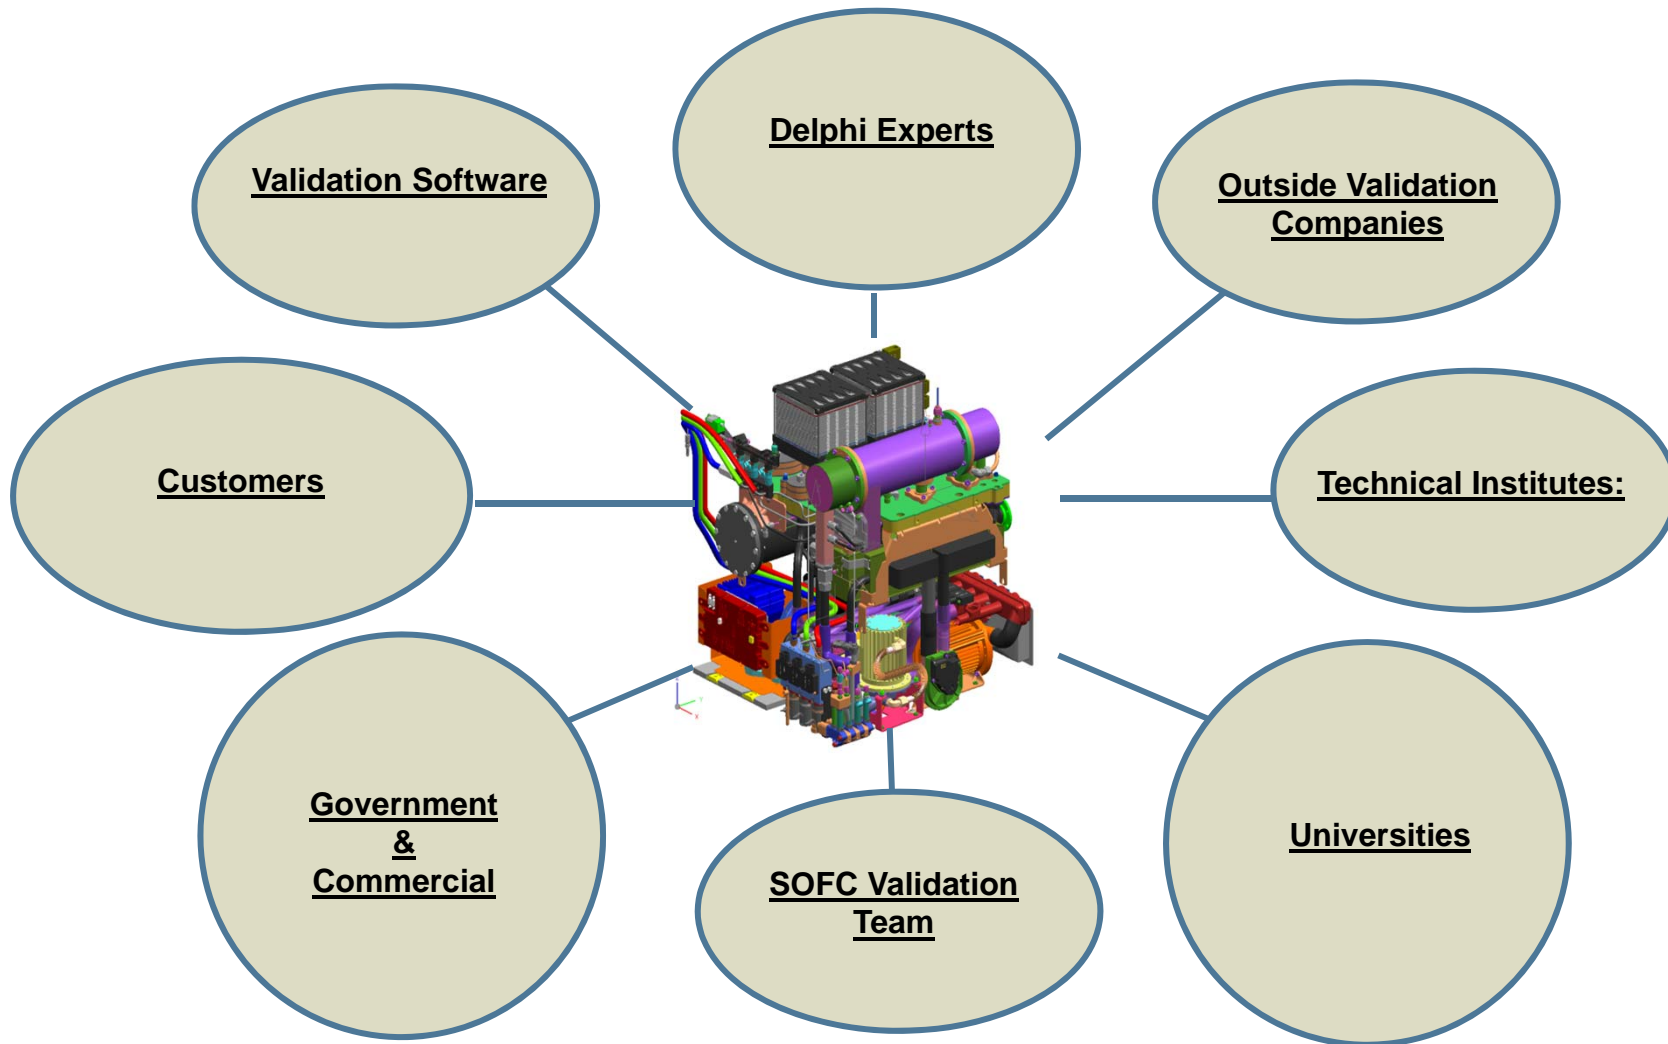 Delphi Experts
Validation Software
Outside Validation
Companies
Customers
Technical Institutes:
Government
&
Commercial
SOFC Validation
Team
Universities